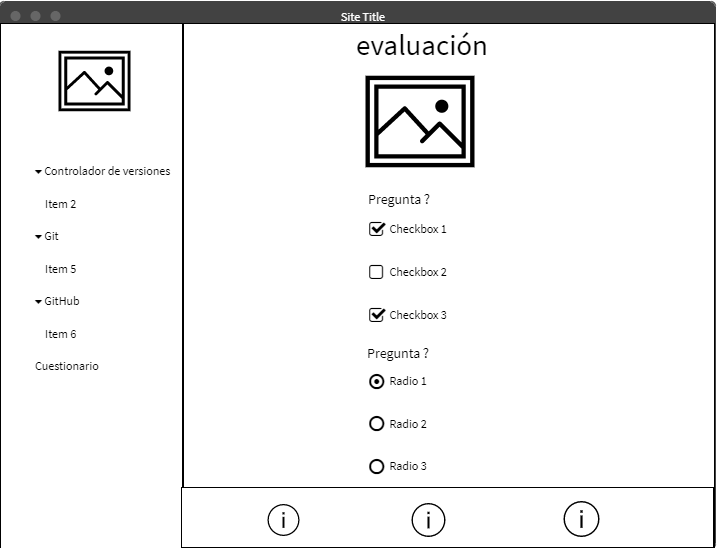 Site Title
Controlador de versiones
Item 2
Git
Item 5
GitHub
Item 6
Cuestionario
evaluación
Pregunta ?
Checkbox 1
Checkbox 2
Checkbox 3
Pregunta ?
Radio 1
Radio 2
Radio 3
i
i
i